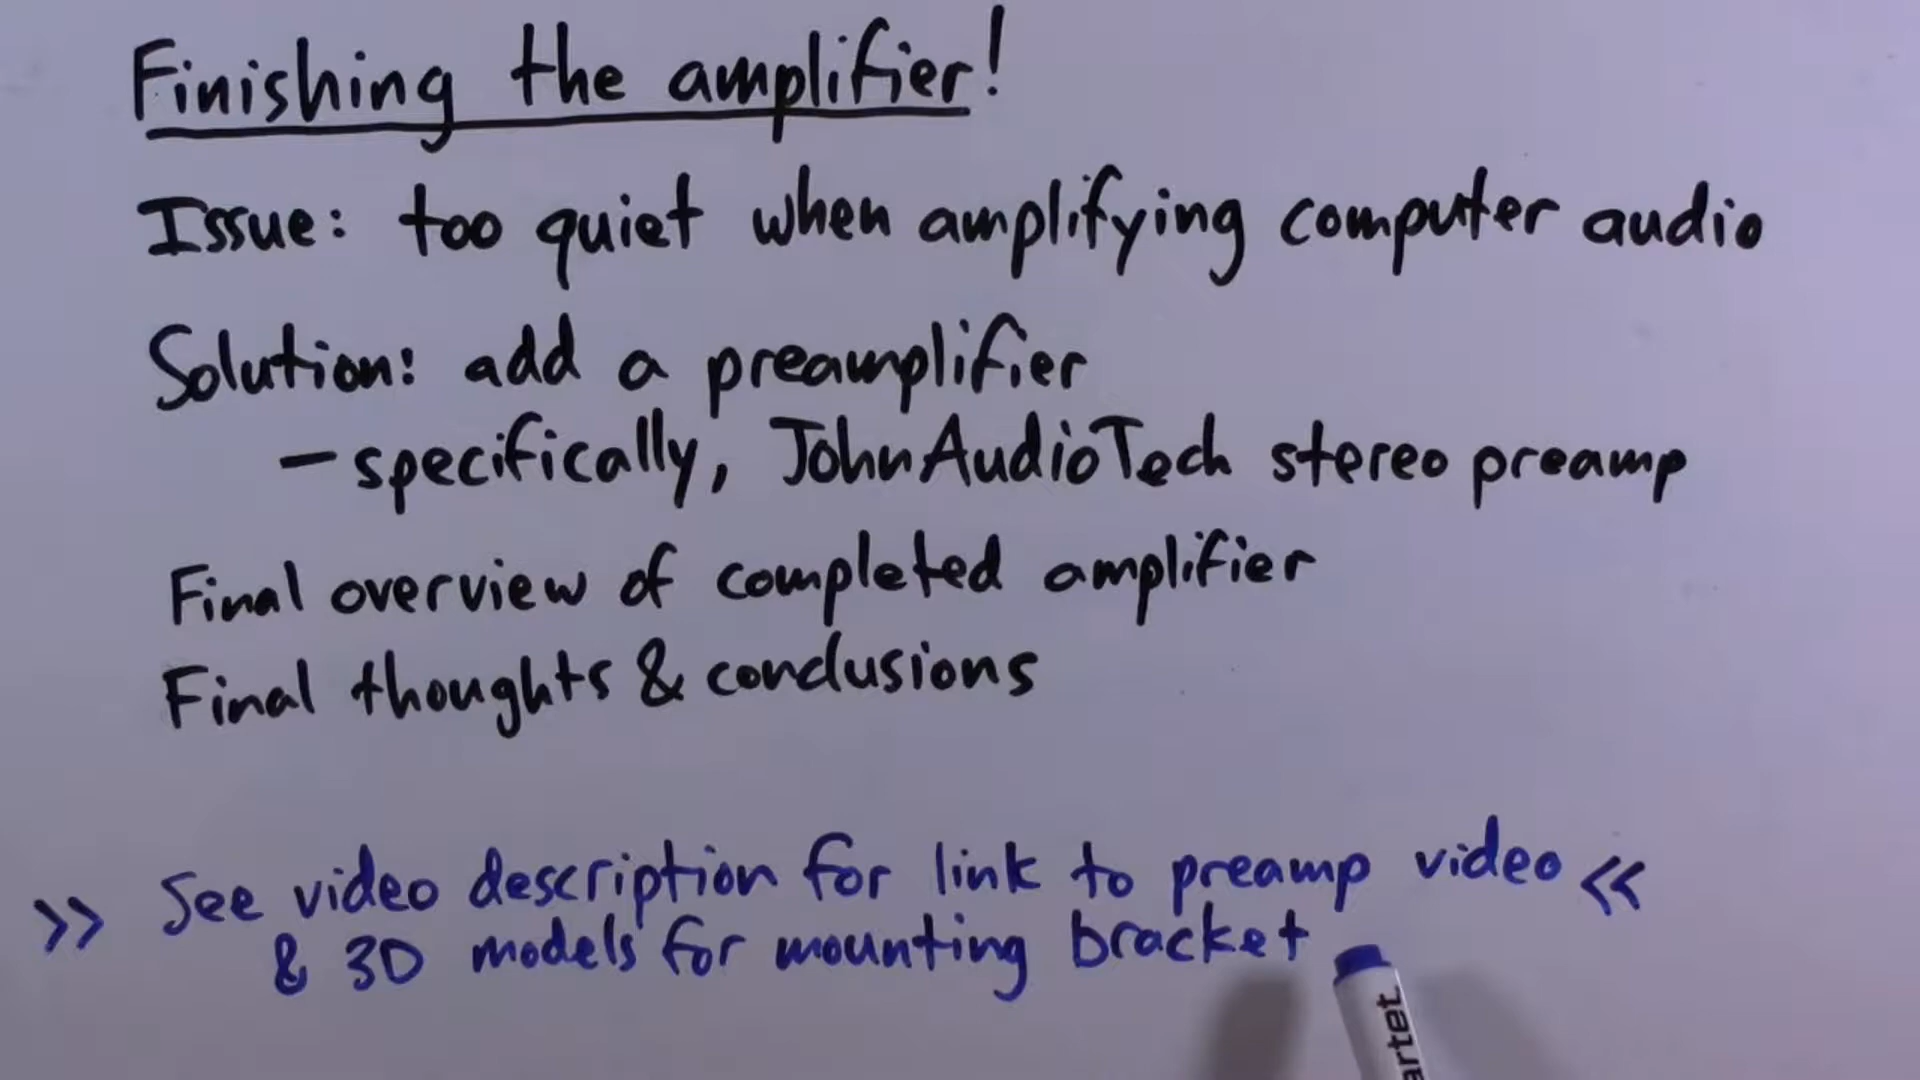 Finishing the amplifier!
Issue: too quiet when amplifying computer audio
Solution: add a preamplifier
- specifically, JohnAudioTech stereo preamp
Final overview of completed amplifier
Final thoughts & conclusions
>> See video description for link to preamp video <<
& 3D models for mounting bracket
artet